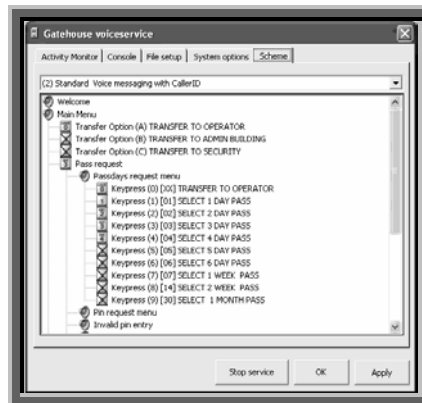 Gatehouse voiceservice
Activity Monitor Console File setup System options Scheme
(2) Standard Voice messaging with CallerID
Welcome
Main Menu
Transfer Option (A) TRANSFER TO OPERATOR
Transfer Option (B) TRANSFER TO ADMIN BUILDING
Transfer Option (C) TRANSFER TO SECURITY
Pass request
Passdays request menu
Keypress (0) [XX] TRANSFER TO OPERATOR
Keypress (1) [01] SELECT 1 DAY PASS
Keypress (2) [02] SELECT 2 DAY PASS
Keypress (3) [03] SELECT 3 DAY PASS
Keypress (4) [04] SELECT 4 DAY PASS
Keypress (5) [05] SELECT 5 DAY PASS
Keypress (6) [06] SELECT 6 DAY PASS
Keypress (7) [07] SELECT 1 WEEK PASS
Keypress (8) [14] SELECT 2 WEEK PASS
Keypress (9) [30] SELECT 1 MONTH PASS
Pin request menu
Invalid pin entry
Stop service OK Apply